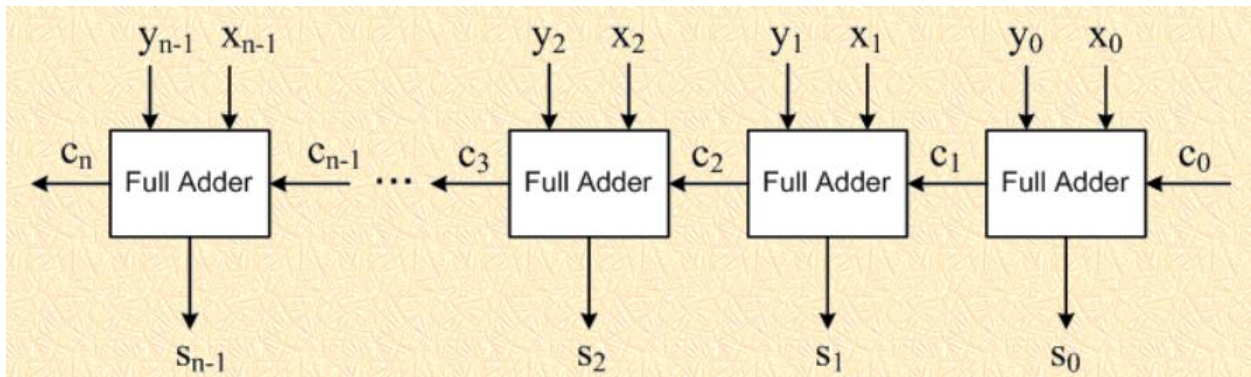 yn-1 xn-1 y2 x2 y1 x1 y0 x0
cn Full Adder cn-1 ... c3 Full Adder c2 Full Adder c1 Full Adder c0
sn-1 s2 s1 s0